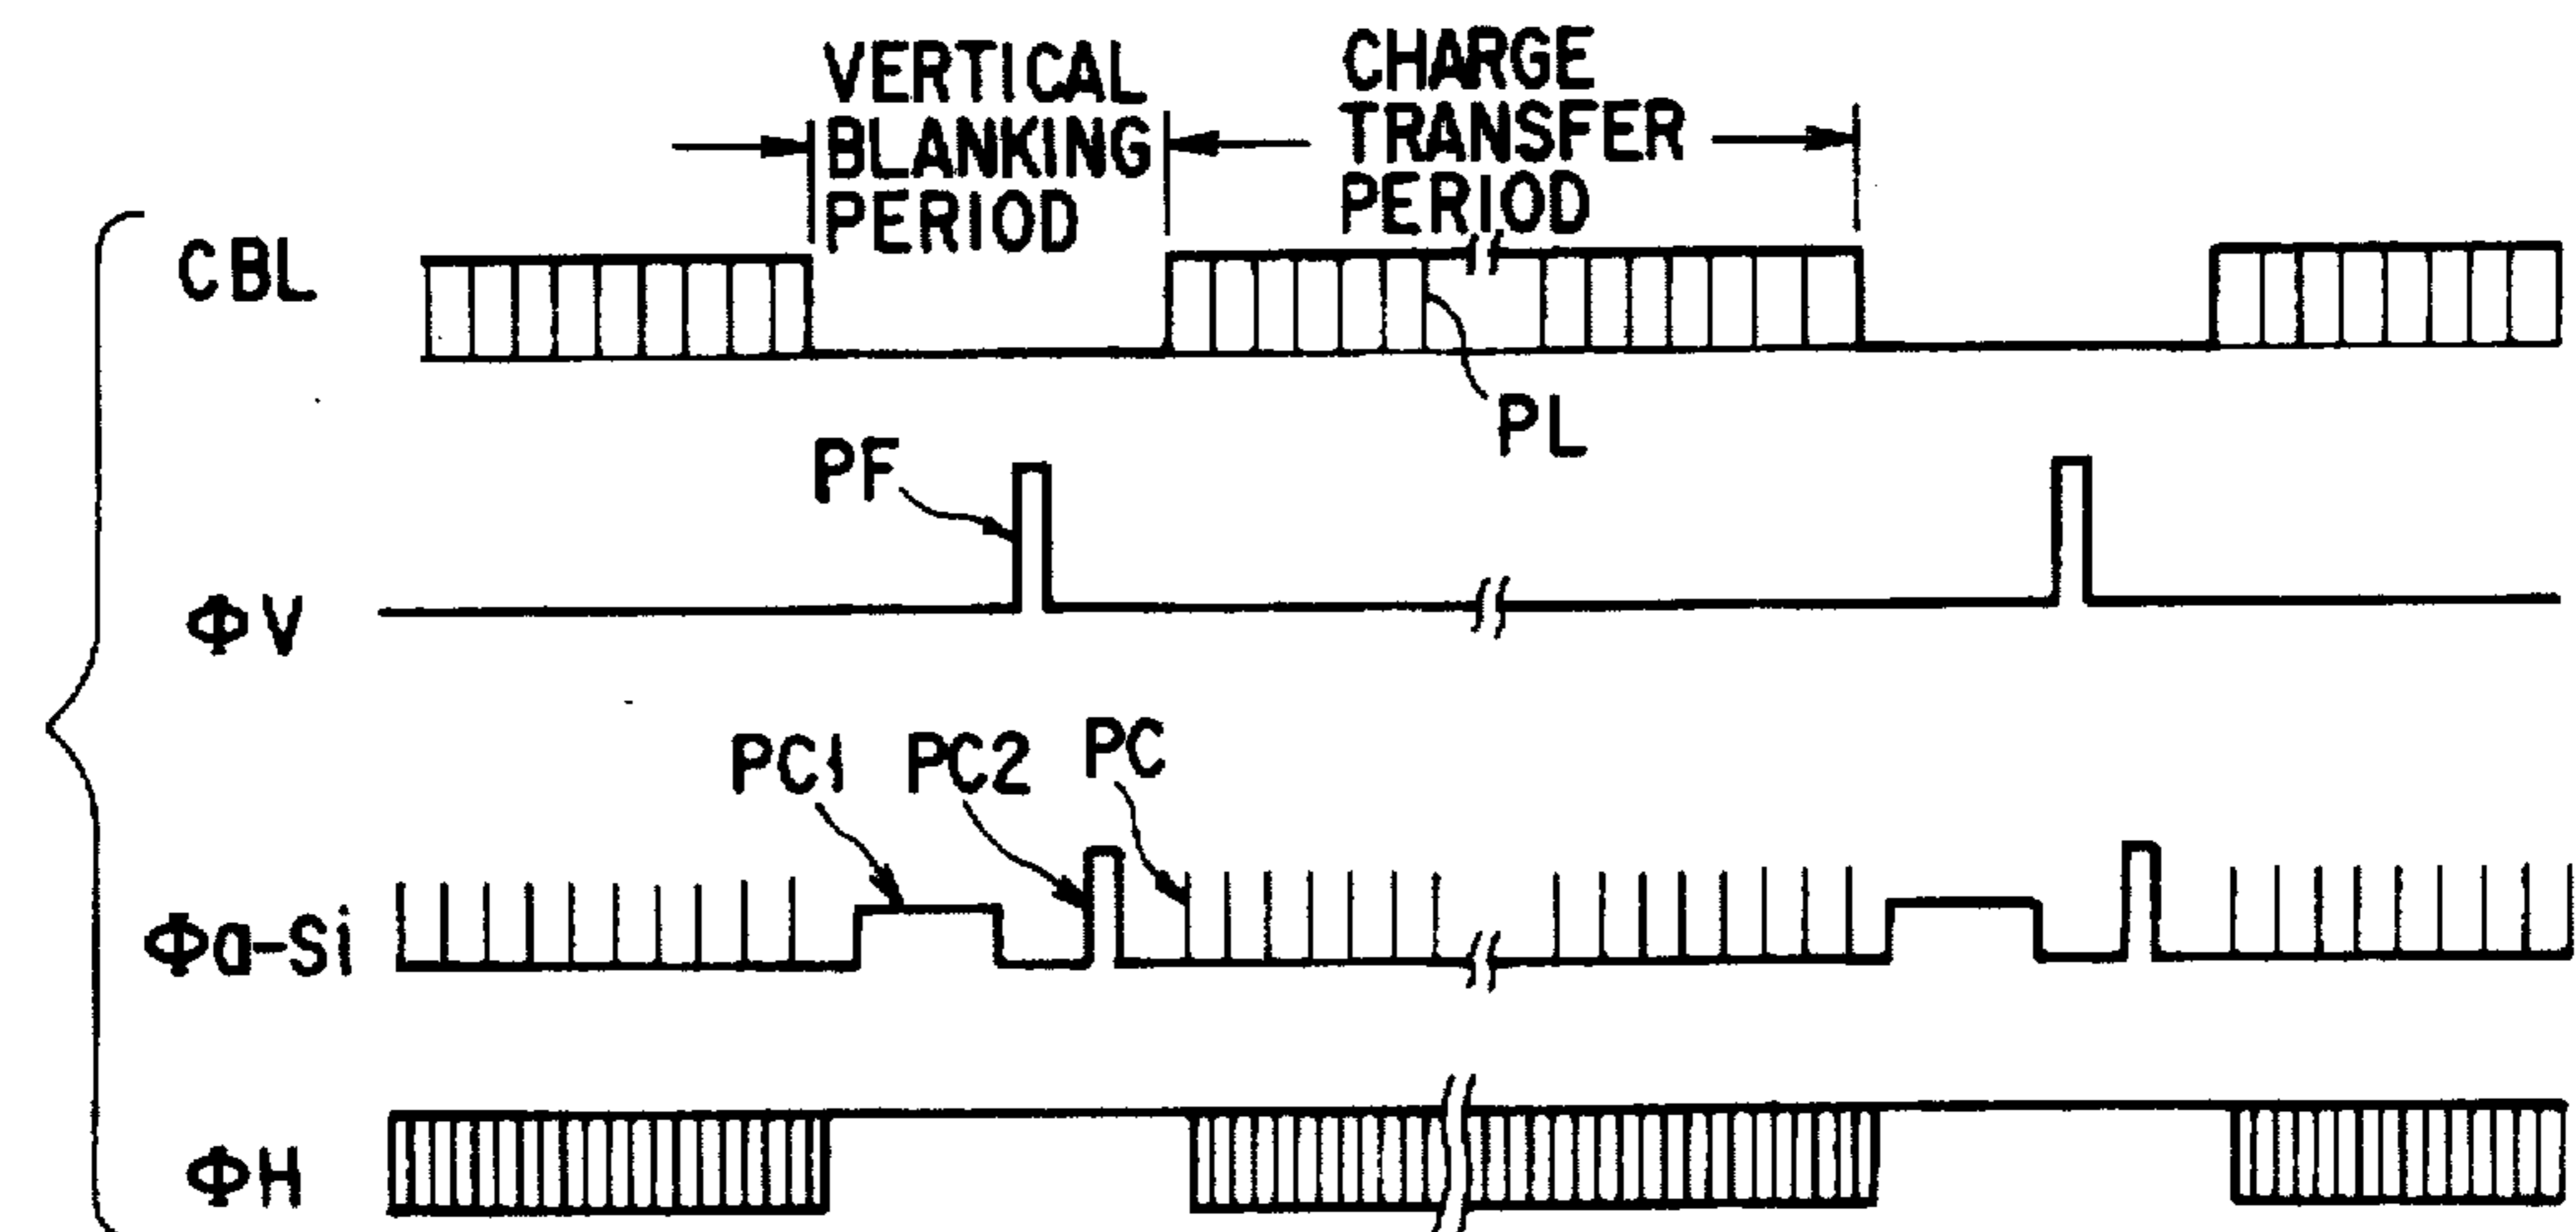 VERTICAL
BLANKING
PERIOD
CHARGE
TRANSFER
PERIOD
CBL
PL
PF
ΦV
PC1
PC2
PC
Φa-Si
ΦH